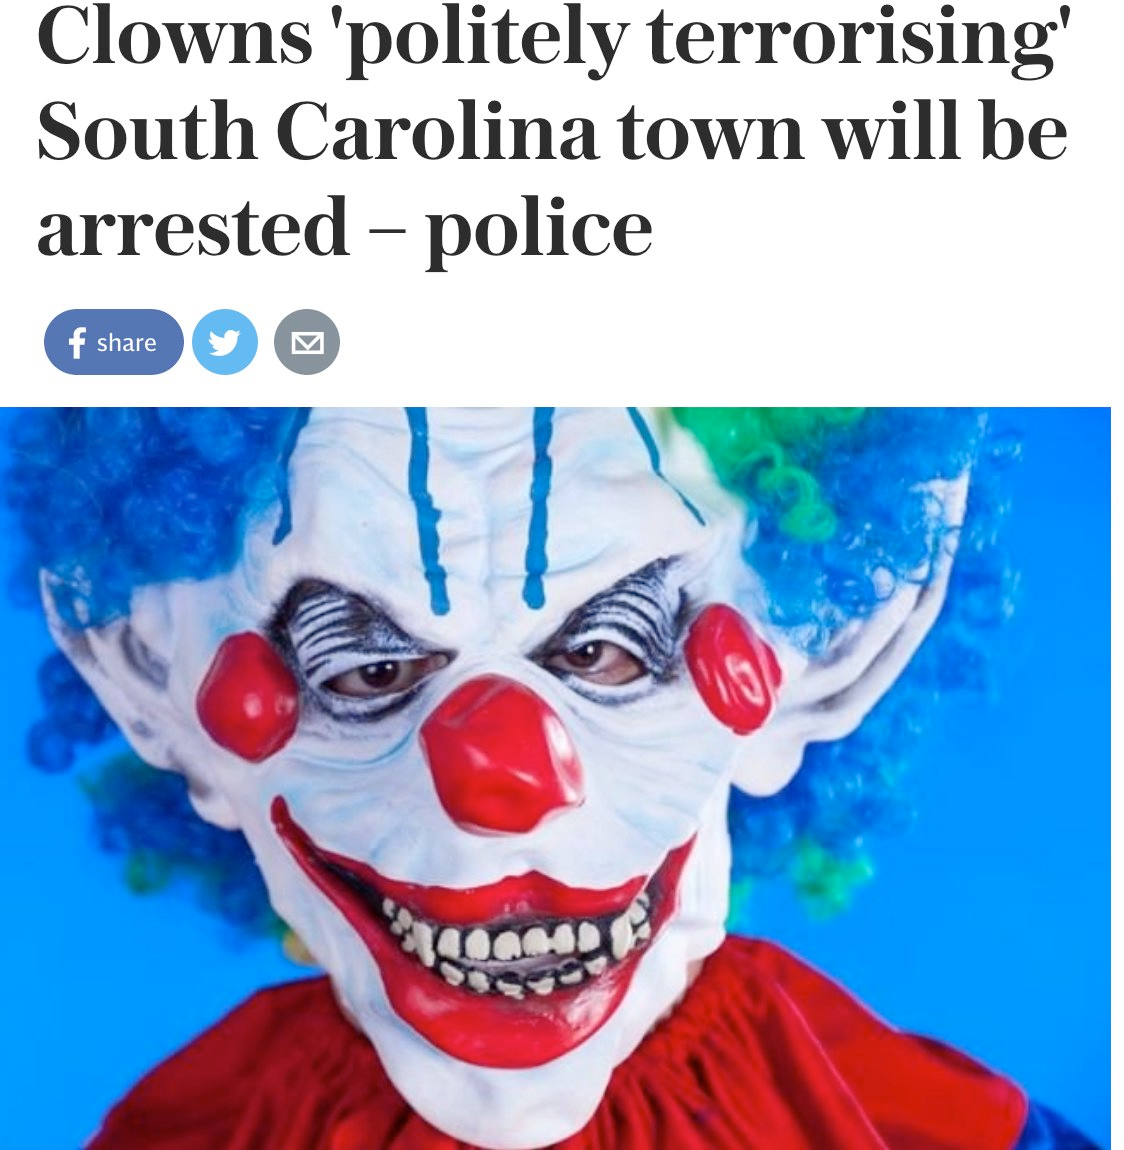 Clowns 'politely terrorising'
South Carolina town will be
arrested – police
share